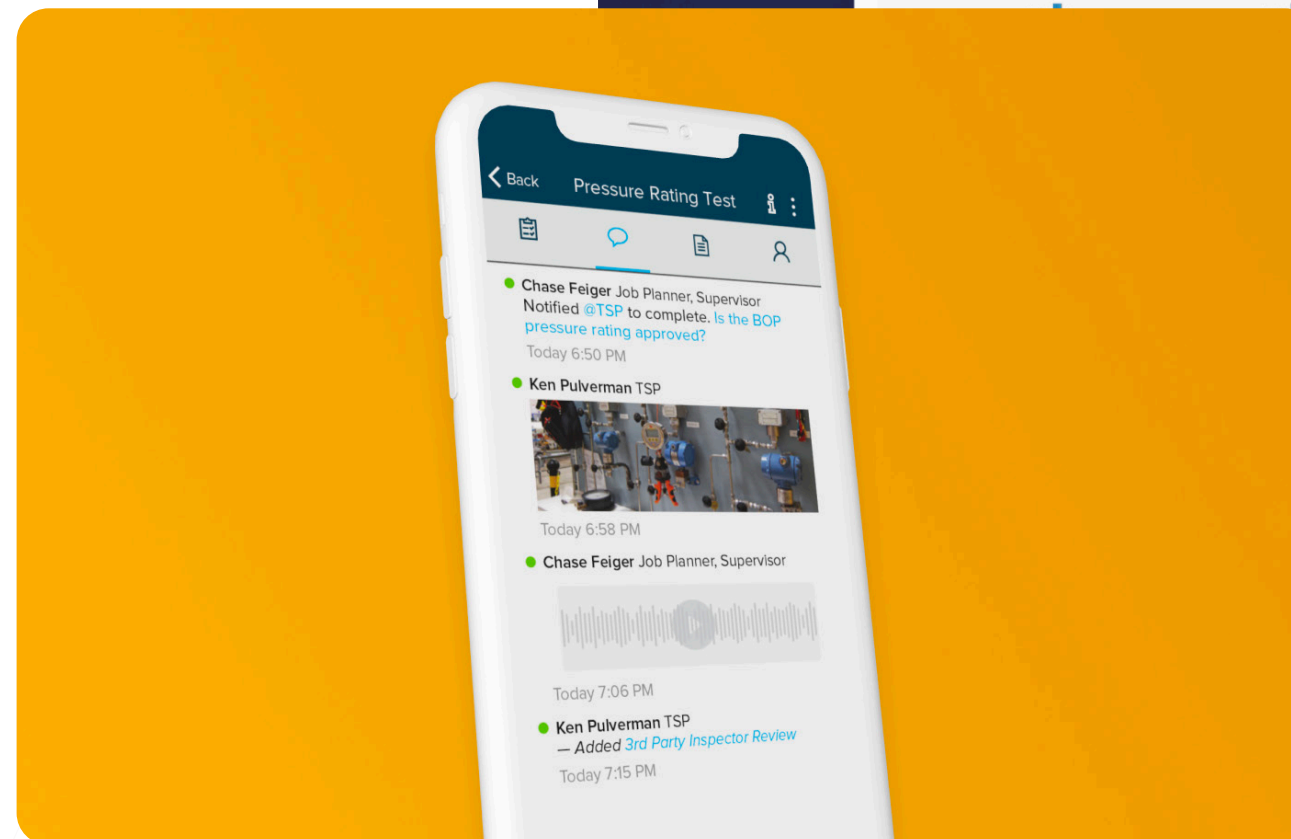 Back
Pressure Rating Test
Chase Feiger Job Planner, Supervisor
Notified @TSP to complete. Is the BOP
pressure rating approved?
Today 6:50 PM
Ken Pulverman TSP
Today 6:58 PM
Chase Feiger Job Planner, Supervisor
Today 7:06 PM
Ken Pulverman TSP
— Added 3rd Party Inspector Review
Today 7:15 PM